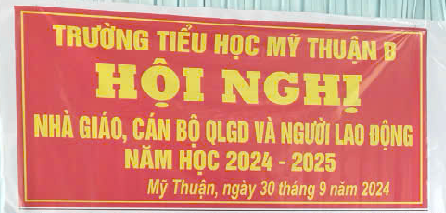 TRƯỜNG TIỂU HỌC MỸ THUẬN B
HỘI NGHỊ
NHÀ GIÁO, CÁN BỘ QLGD VÀ NGƯỜI LAO ĐỘNG
NĂM HỌC 2024 - 2025
Mỹ Thuận, ngày 30 tháng 9 năm 2024